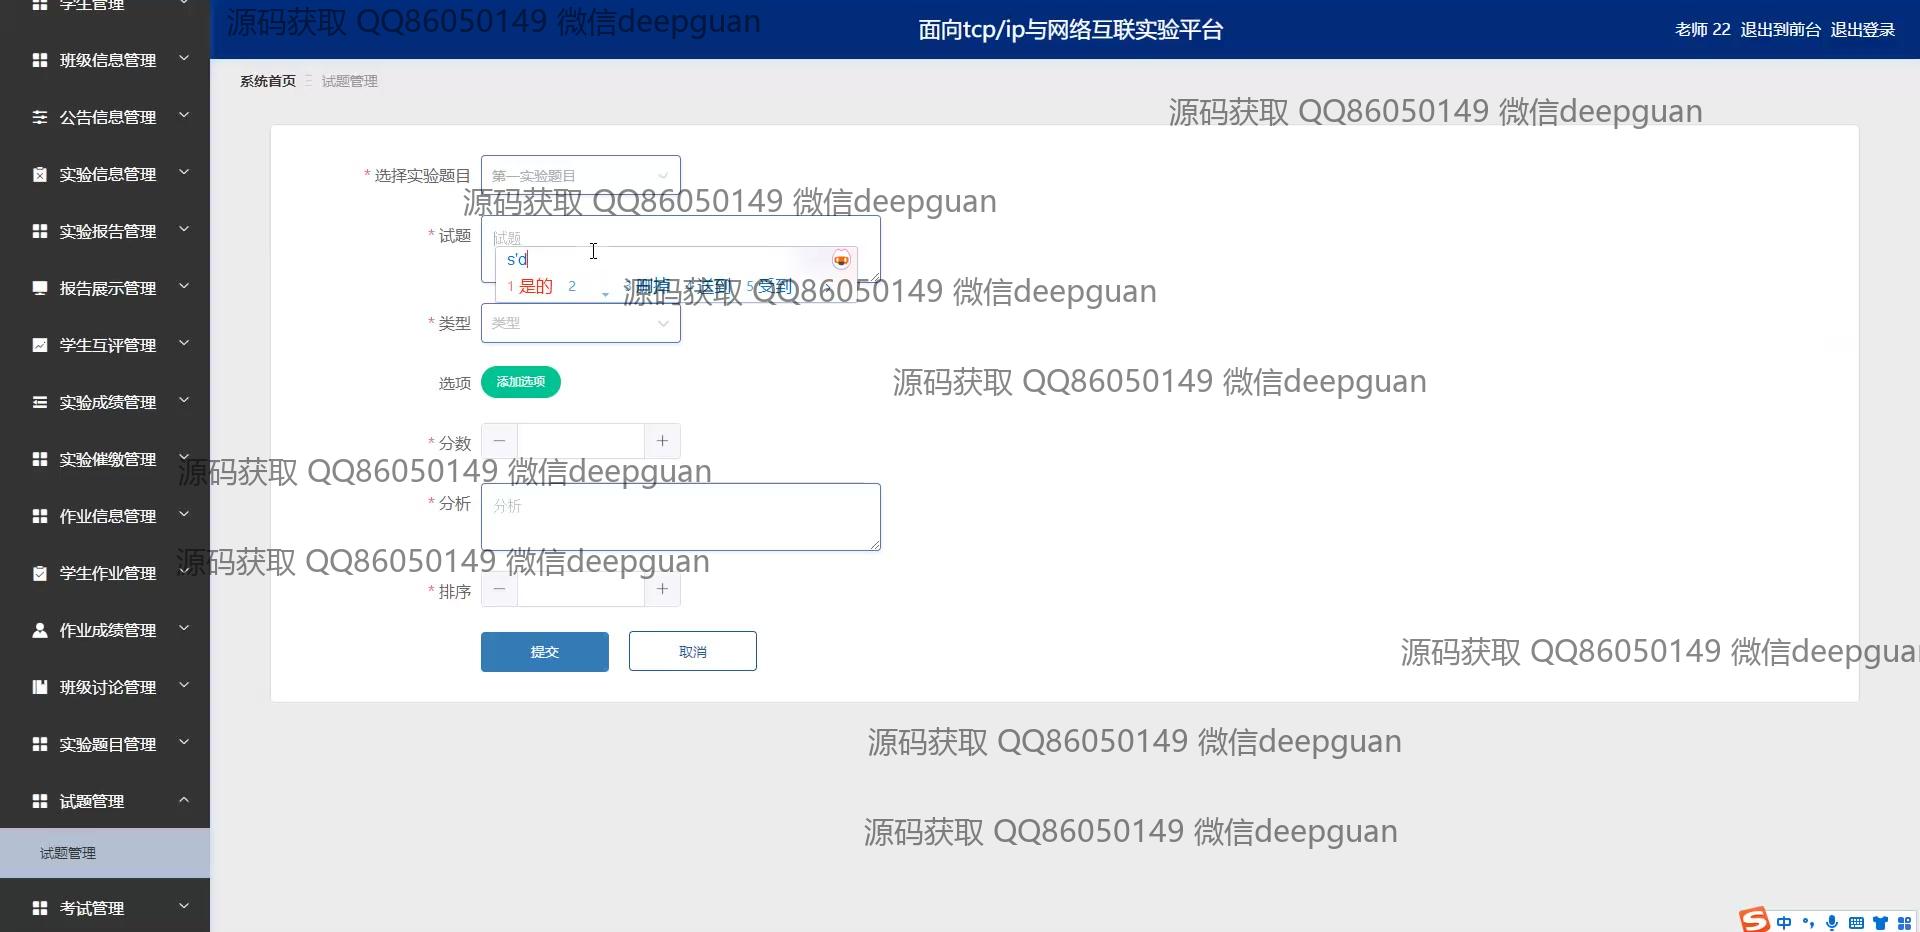 学生管理
源码获取 QQ86050149 微信deepguan
面向tcp/ip与网络互联实验平台
老师 22 退出到前台 退出登录
班级信息管理
系统首页 试题管理
公告信息管理
源码获取 QQ86050149 微信deepguan
实验信息管理
* 选择实验题目 第一实验题目
源码获取 QQ86050149 微信deepguan
实验报告管理
* 试题 试题
s'd
1 是的 2 3 删掉 4 送到 5 受到
报告展示管理
源码获取 QQ86050149 微信deepguan
* 类型 类型
学生互评管理
选项 添加选项
源码获取 QQ86050149 微信deepguan
实验成绩管理
* 分数
实验催缴管理
源码获取 QQ86050149 微信deepguan
* 分析 分析
作业信息管理
源码获取 QQ86050149 微信deepguan
学生作业管理
* 排序
作业成绩管理
提交 取消
源码获取 QQ86050149 微信deepguan
班级讨论管理
实验题目管理
源码获取 QQ86050149 微信deepguan
试题管理
源码获取 QQ86050149 微信deepguan
试题管理
考试管理
S 中